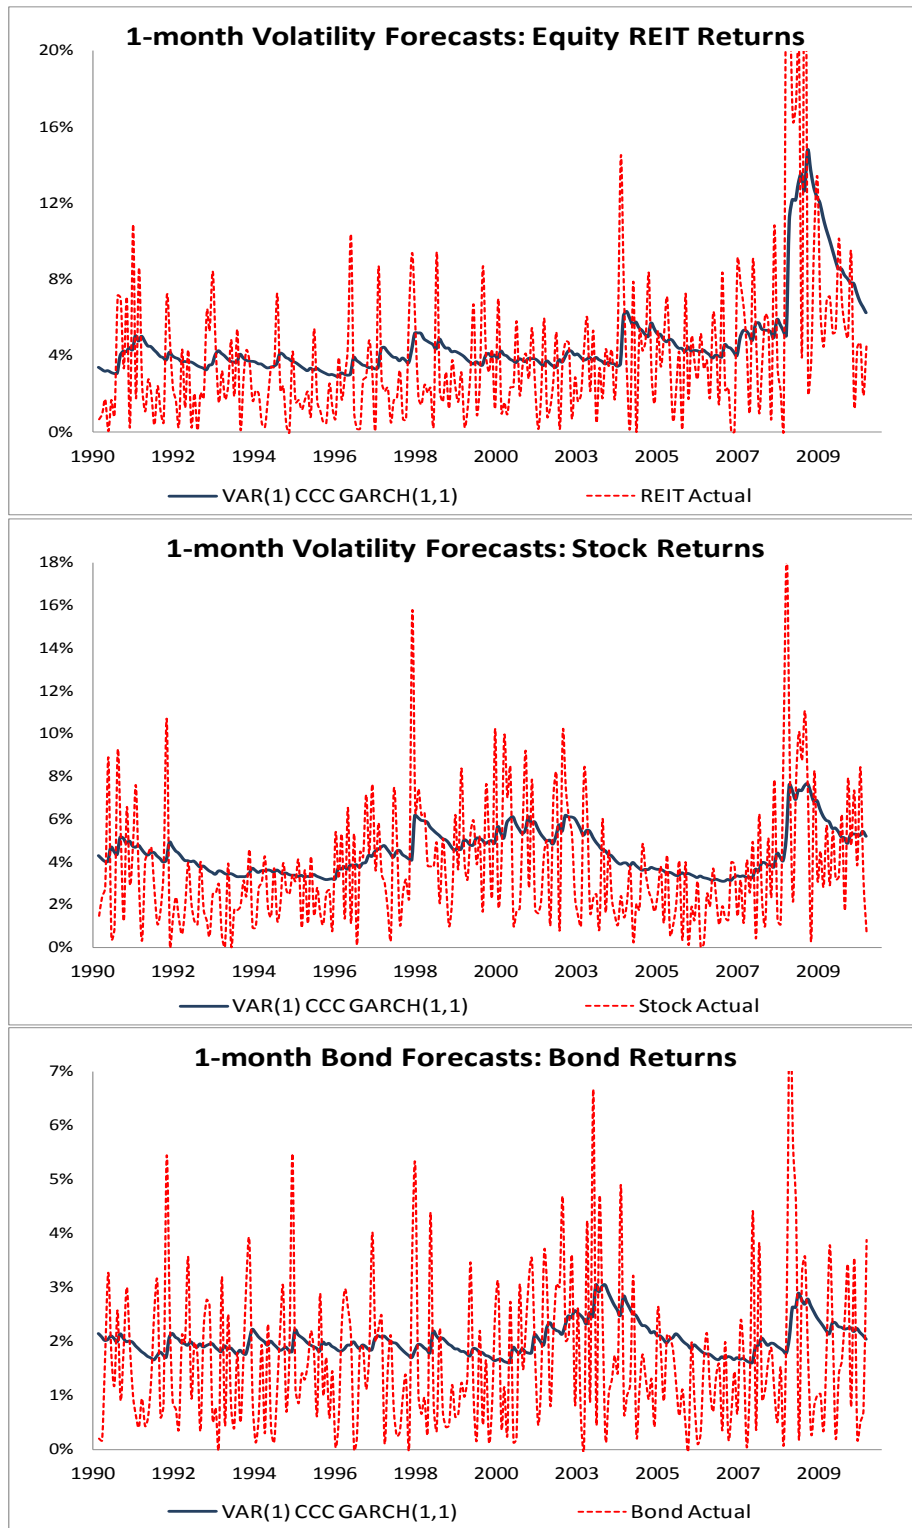 1-month Volatility Forecasts: Equity REIT Returns
20%
16%
12%
8%
4%
0%
1990 1992 1994 1996 1998 2000 2003 2005 2007 2009
VAR(1) CCC GARCH(1,1) REIT Actual
1-month Volatility Forecasts: Stock Returns
18%
16%
14%
12%
10%
8%
6%
4%
2%
0%
1990 1992 1994 1996 1998 2000 2003 2005 2007 2009
VAR(1) CCC GARCH(1,1) Stock Actual
1-month Bond Forecasts: Bond Returns
7%
6%
5%
4%
3%
2%
1%
0%
1990 1992 1994 1996 1998 2000 2003 2005 2007 2009
VAR(1) CCC GARCH(1,1) Bond Actual